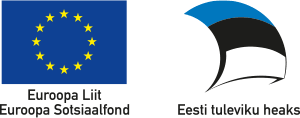 Euroopa Liit
Euroopa Sotsiaalfond
Eesti tuleviku heaks